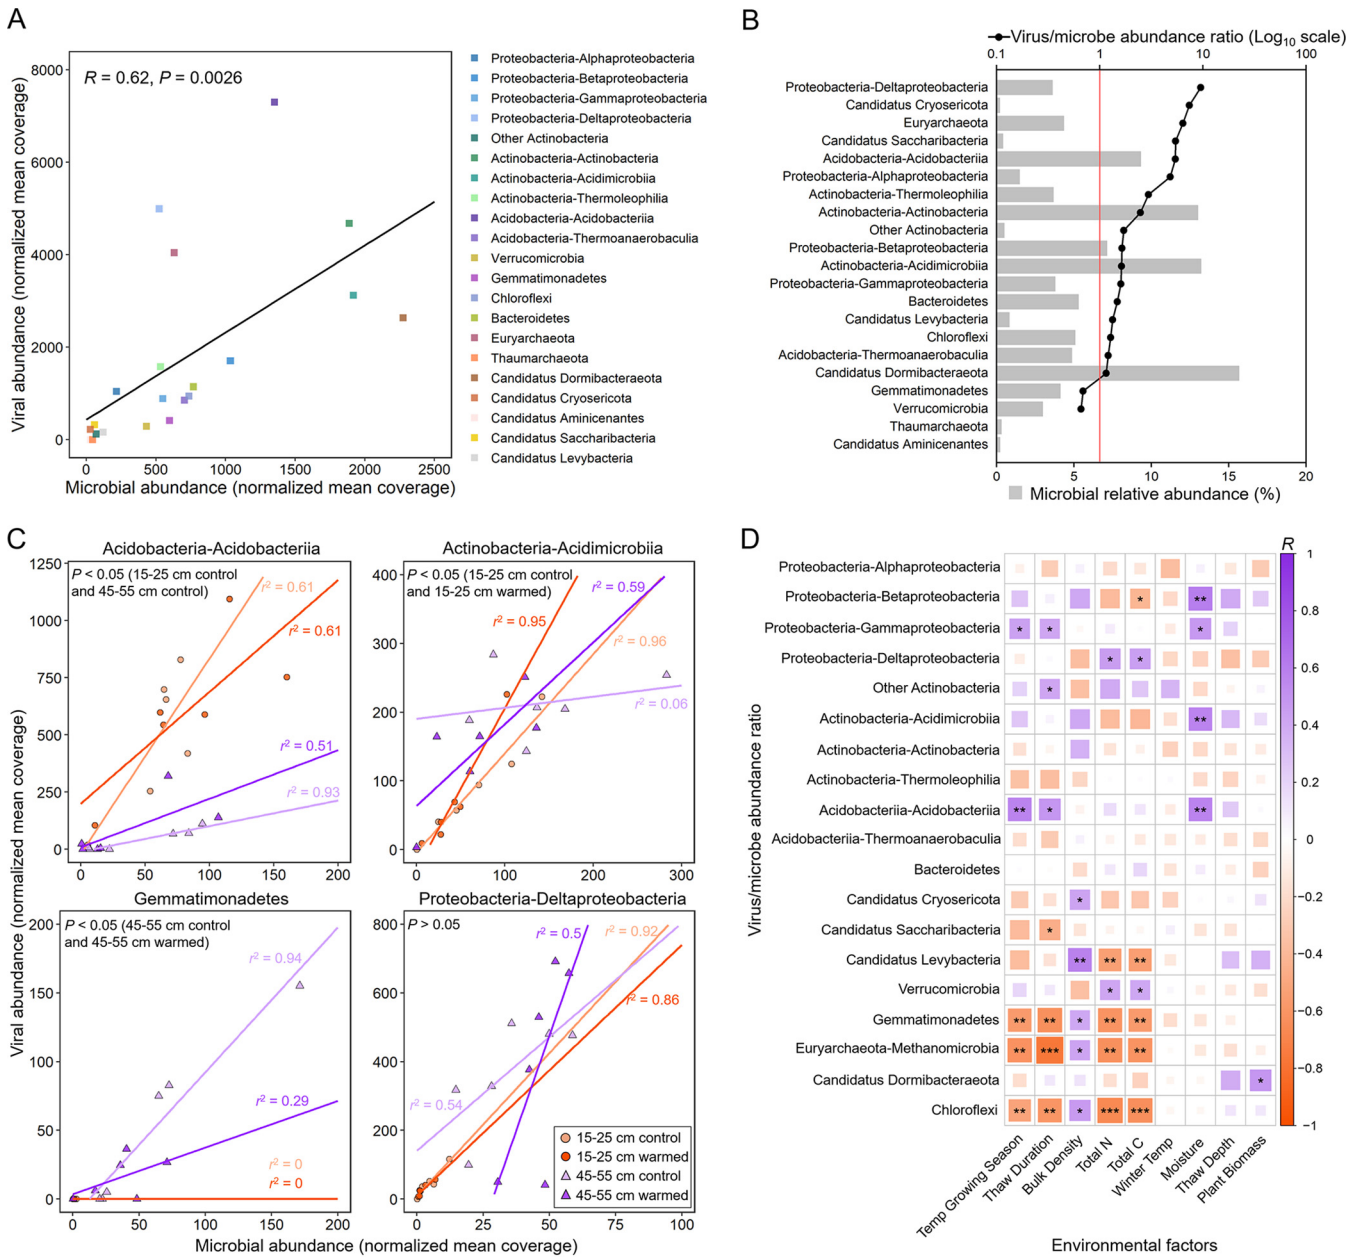 A
R = 0.62, P = 0.0026
8000
6000
4000
2000
0
0
500
1000
1500
2000
2500
Viral abundance (normalized mean coverage)
Microbial abundance (normalized mean coverage)
Proteobacteria-Alphaproteobacteria
Proteobacteria-Betaproteobacteria
Proteobacteria-Gammaproteobacteria
Proteobacteria-Deltaproteobacteria
Other Actinobacteria
Actinobacteria-Actinobacteria
Actinobacteria-Acidimicrobiia
Actinobacteria-Thermoleophilia
Acidobacteria-Acidobacteriia
Acidobacteria-Thermoanaerobaculia
Verrucomicrobia
Gemmatimonadetes
Chloroflexi
Bacteroidetes
Euryarchaeota
Thaumarchaeota
Candidatus Dormibacteraeota
Candidatus Cryosericota
Candidatus Aminicenantes
Candidatus Saccharibacteria
Candidatus Levybacteria
B
Virus/microbe abundance ratio (Log10 scale)
0.1
1
10
100
Proteobacteria-Deltaproteobacteria
Candidatus Cryosericota
Euryarchaeota
Candidatus Saccharibacteria
Acidobacteria-Acidobacteriia
Proteobacteria-Alphaproteobacteria
Actinobacteria-Thermoleophilia
Actinobacteria-Actinobacteria
Other Actinobacteria
Proteobacteria-Betaproteobacteria
Actinobacteria-Acidimicrobiia
Proteobacteria-Gammaproteobacteria
Bacteroidetes
Candidatus Levybacteria
Chloroflexi
Acidobacteria-Thermoanaerobaculia
Candidatus Dormibacteraeota
Gemmatimonadetes
Verrucomicrobia
Thaumarchaeota
Candidatus Aminicenantes
0
5
10
15
20
Microbial relative abundance (%)
C
Acidobacteria-Acidobacteriia
P < 0.05 (15-25 cm control
and 45-55 cm control)
r² = 0.61
r² = 0.61
r² = 0.51
r² = 0.93
1250
1000
750
500
250
0
0
50
100
150
200
Actinobacteria-Acidimicrobiia
P < 0.05 (15-25 cm control
and 15-25 cm warmed)
r² = 0.59
r² = 0.95
r² = 0.96
r² = 0.06
400
300
200
100
0
0
100
200
300
Gemmatimonadetes
P < 0.05 (45-55 cm control
and 45-55 cm warmed)
r² = 0.94
r² = 0.29
r² = 0
r² = 0
200
150
100
50
0
0
50
100
150
200
Proteobacteria-Deltaproteobacteria
P > 0.05
r² = 0.5
r² = 0.92
r² = 0.86
r² = 0.54
800
600
400
200
0
0
25
50
75
100
15-25 cm control
15-25 cm warmed
45-55 cm control
45-55 cm warmed
Viral abundance (normalized mean coverage)
Microbial abundance (normalized mean coverage)
D
R
Virus/microbe abundance ratio
Proteobacteria-Alphaproteobacteria
Proteobacteria-Betaproteobacteria * **
Proteobacteria-Gammaproteobacteria * * *
Proteobacteria-Deltaproteobacteria * *
Other Actinobacteria *
Actinobacteria-Acidimicrobiia **
Actinobacteria-Actinobacteria
Actinobacteria-Thermoleophilia
Acidobacteriia-Acidobacteriia ** * **
Acidobacteriia-Thermoanaerobaculia
Bacteroidetes
Candidatus Cryosericota *
Candidatus Saccharibacteria *
Candidatus Levybacteria ** ** **
Verrucomicrobia * *
Gemmatimonadetes ** ** * ** **
Euryarchaeota-Methanomicrobia ** *** * ** **
Candidatus Dormibacteraeota *
Chloroflexi ** ** * *** ***
1
0.8
0.6
0.4
0.2
0
−0.2
−0.4
−0.6
−0.8
−1
Temp Growing Season
Thaw Duration
Bulk Density
Total N
Total C
Winter Temp
Moisture
Thaw Depth
Plant Biomass
Environmental factors